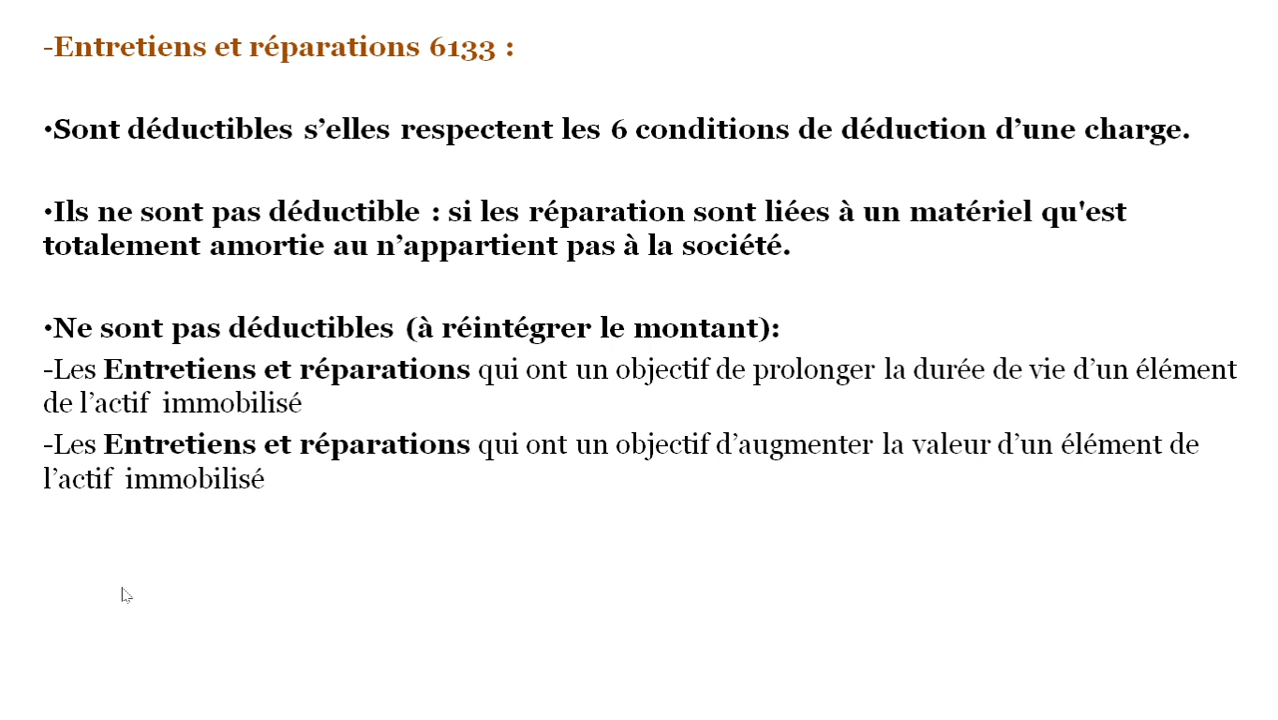 -Entretiens et réparations 6133 :
•Sont déductibles s’elles respectent les 6 conditions de déduction d’une charge.
•Ils ne sont pas déductible : si les réparation sont liées à un matériel qu'est
totalement amortie au n’appartient pas à la société.
•Ne sont pas déductibles (à réintégrer le montant):
-Les Entretiens et réparations qui ont un objectif de prolonger la durée de vie d’un élément
de l’actif immobilisé
-Les Entretiens et réparations qui ont un objectif d’augmenter la valeur d’un élément de
l’actif immobilisé